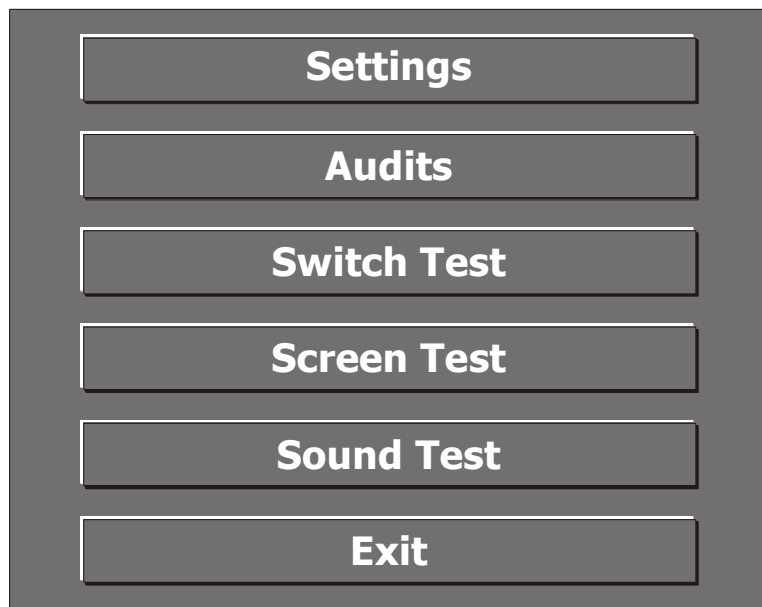 Settings
Audits
Switch Test
Screen Test
Sound Test
Exit